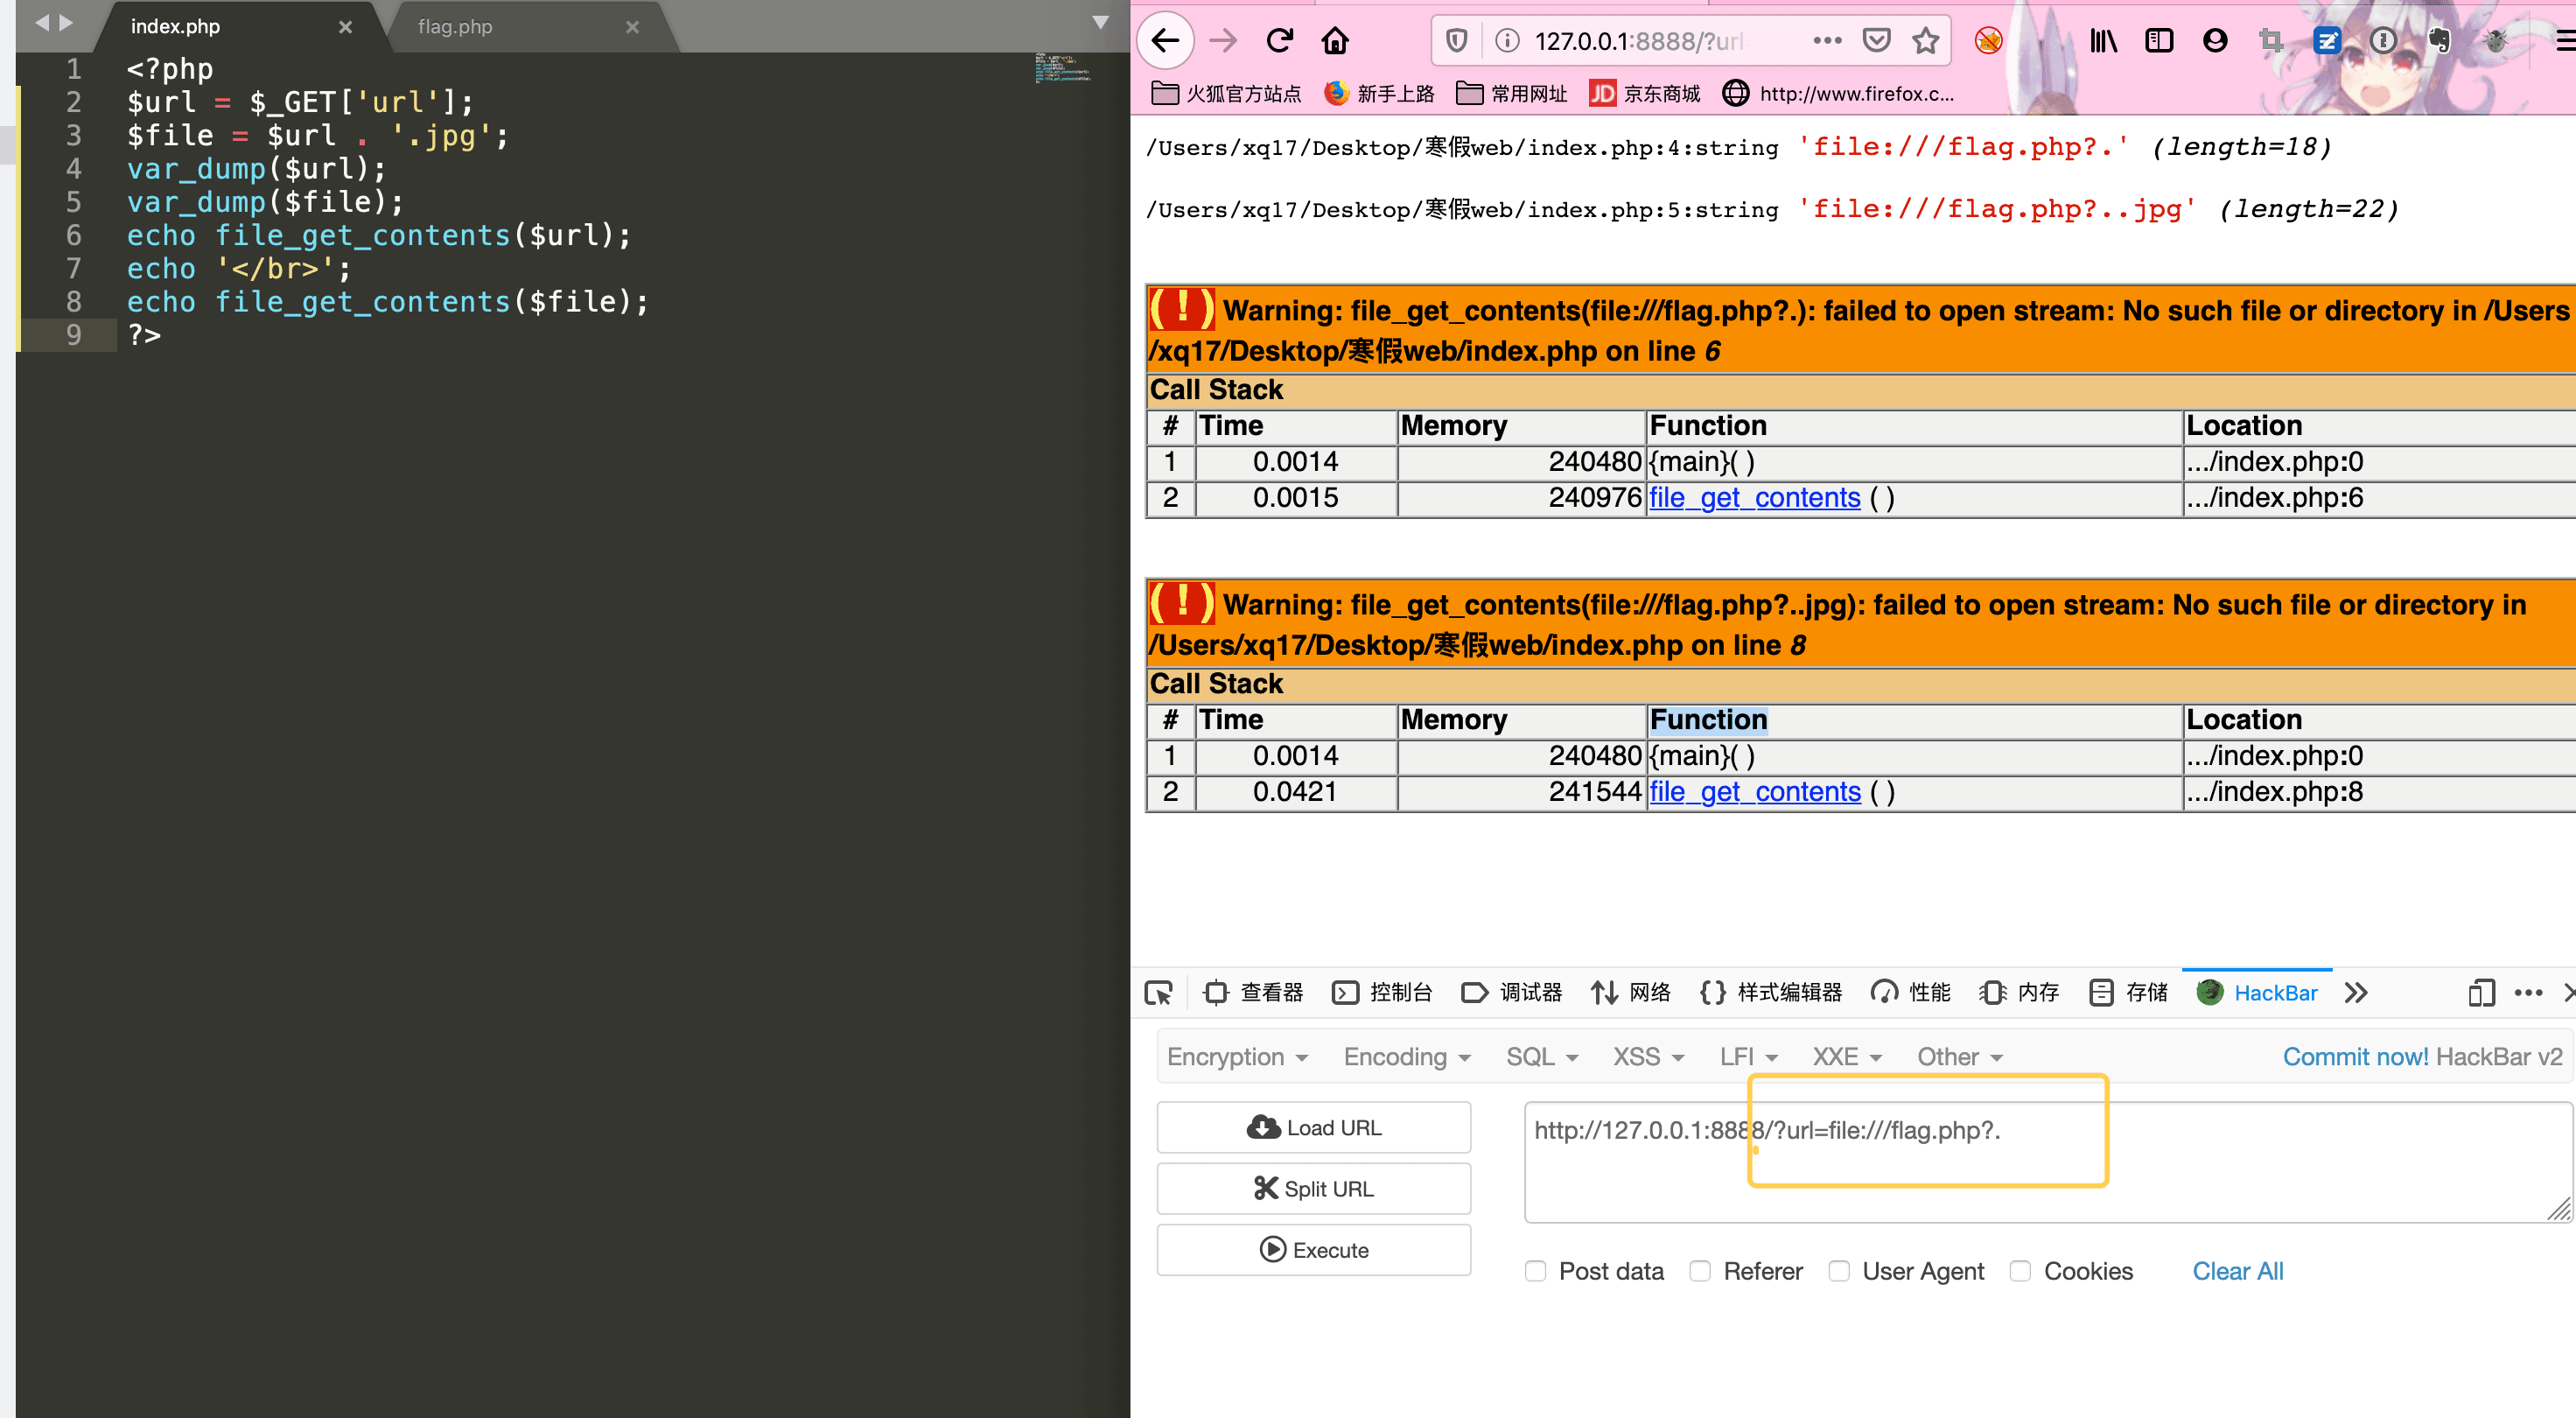 index.php
flag.php
1 <?php
2 $url = $_GET['url'];
3 $file = $url . '.jpg';
4 var_dump($url);
5 var_dump($file);
6 echo file_get_contents($url);
7 echo '</br>';
8 echo file_get_contents($file);
9 ?>
127.0.0.1:8888/?url
火狐官方站点 新手上路 常用网址 JD 京东商城 http://www.firefox.c...
/Users/xq17/Desktop/寒假web/index.php:4:string 'file:///flag.php?.' (length=18)
/Users/xq17/Desktop/寒假web/index.php:5:string 'file:///flag.php?..jpg' (length=22)
( ! ) Warning: file_get_contents(file:///flag.php?.): failed to open stream: No such file or directory in /Users
/xq17/Desktop/寒假web/index.php on line 6
Call Stack
# Time Memory Function Location
1 0.0014 240480 {main}( ) .../index.php:0
2 0.0015 240976 file_get_contents ( ) .../index.php:6
( ! ) Warning: file_get_contents(file:///flag.php?..jpg): failed to open stream: No such file or directory in
/Users/xq17/Desktop/寒假web/index.php on line 8
Call Stack
# Time Memory Function Location
1 0.0014 240480 {main}( ) .../index.php:0
2 0.0421 241544 file_get_contents ( ) .../index.php:8
查看器 控制台 调试器 网络 样式编辑器 性能 内存 存储 HackBar
Encryption Encoding SQL XSS LFI XXE Other Commit now! HackBar v2
Load URL
http://127.0.0.1:8888/?url=file:///flag.php?.
Split URL
Execute
Post data Referer User Agent Cookies Clear All